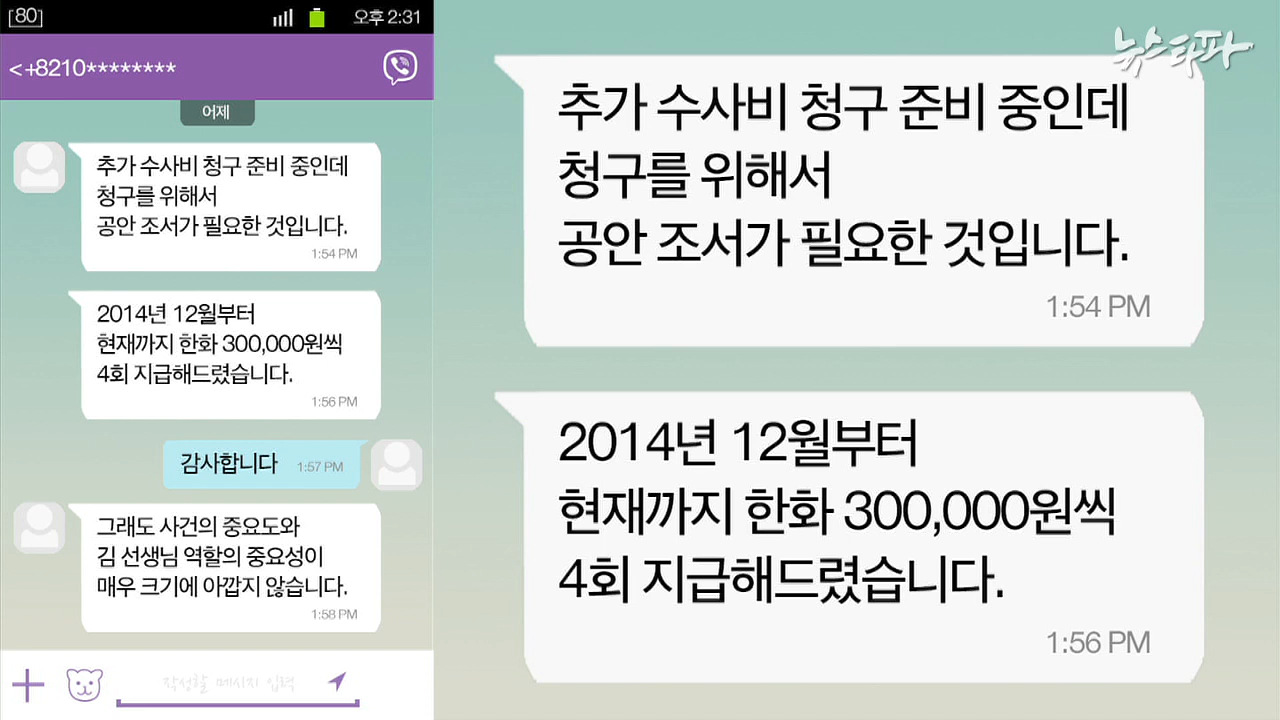 [80]
오후 2:31
<+8210********
어제
추가 수사비 청구 준비 중인데
청구를 위해서
공안 조서가 필요한 것입니다.
1:54 PM
2014년 12월부터
현재까지 한화 300,000원씩
4회 지급해드렸습니다.
1:56 PM
감사합니다 1:57 PM
그래도 사건의 중요도와
김 선생님 역할의 중요성이
매우 크기에 아깝지 않습니다.
1:58 PM
작성할 메시지 입력
뉴스타파
추가 수사비 청구 준비 중인데
청구를 위해서
공안 조서가 필요한 것입니다.
1:54 PM
2014년 12월부터
현재까지 한화 300,000원씩
4회 지급해드렸습니다.
1:56 PM